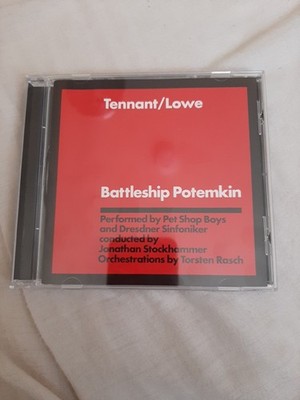 Tennant/Lowe
Battleship Potemkin
Performed by Pet Shop Boys
and Dresdner Sinfoniker
conducted by
Jonathan Stockhammer
Orchestrations by Torsten Rasch